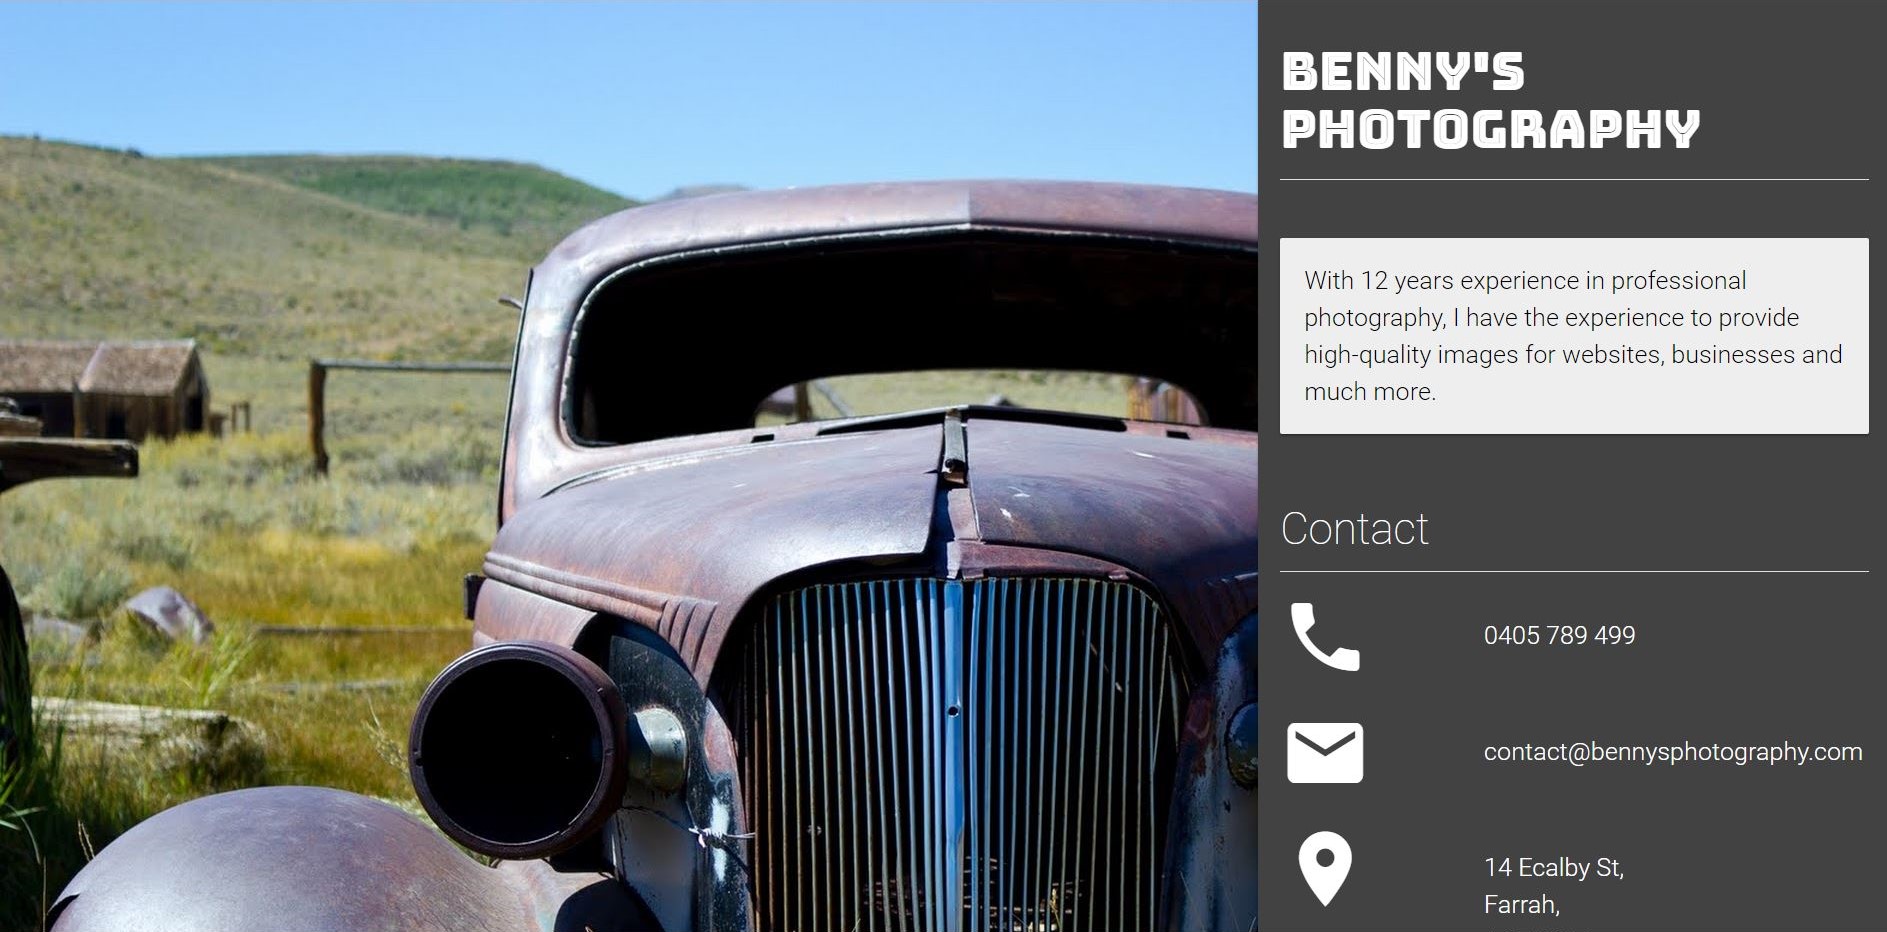 BENNY'S
PHOTOGRAPHY
With 12 years experience in professional
photography, I have the experience to provide
high-quality images for websites, businesses and
much more.
Contact
0405 789 499
contact@bennysphotography.com
14 Ecalby St,
Farrah,